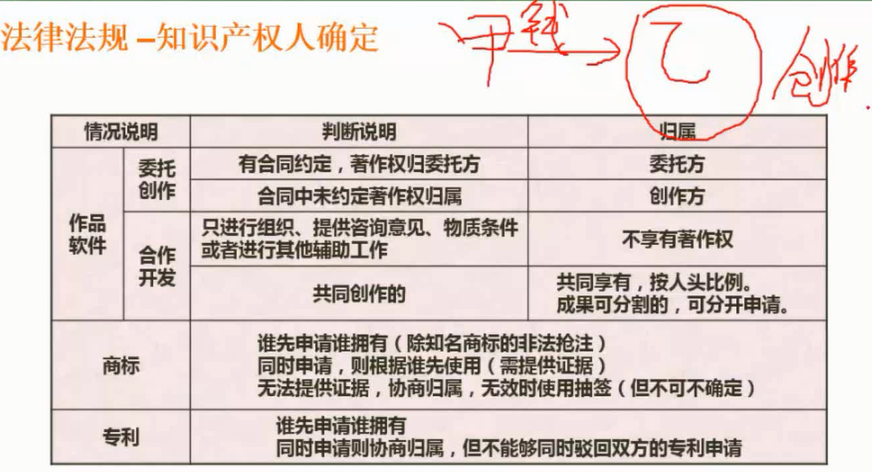 法律法规 –知识产权人确定
甲 钱 乙 创作
情况说明 判断说明 归属
作品软件 委托创作 有合同约定，著作权归委托方 委托方
合同中未约定著作权归属 创作方
合作开发 只进行组织、提供咨询意见、物质条件
或者进行其他辅助工作 不享有著作权
共同创作的 共同享有，按人头比例。
成果可分割的，可分开申请。
商标 谁先申请谁拥有（除知名商标的非法抢注）
同时申请，则根据谁先使用（需提供证据）
无法提供证据，协商归属，无效时使用抽签（但不可不确定）
专利 谁先申请谁拥有
同时申请则协商归属，但不能够同时驳回双方的专利申请